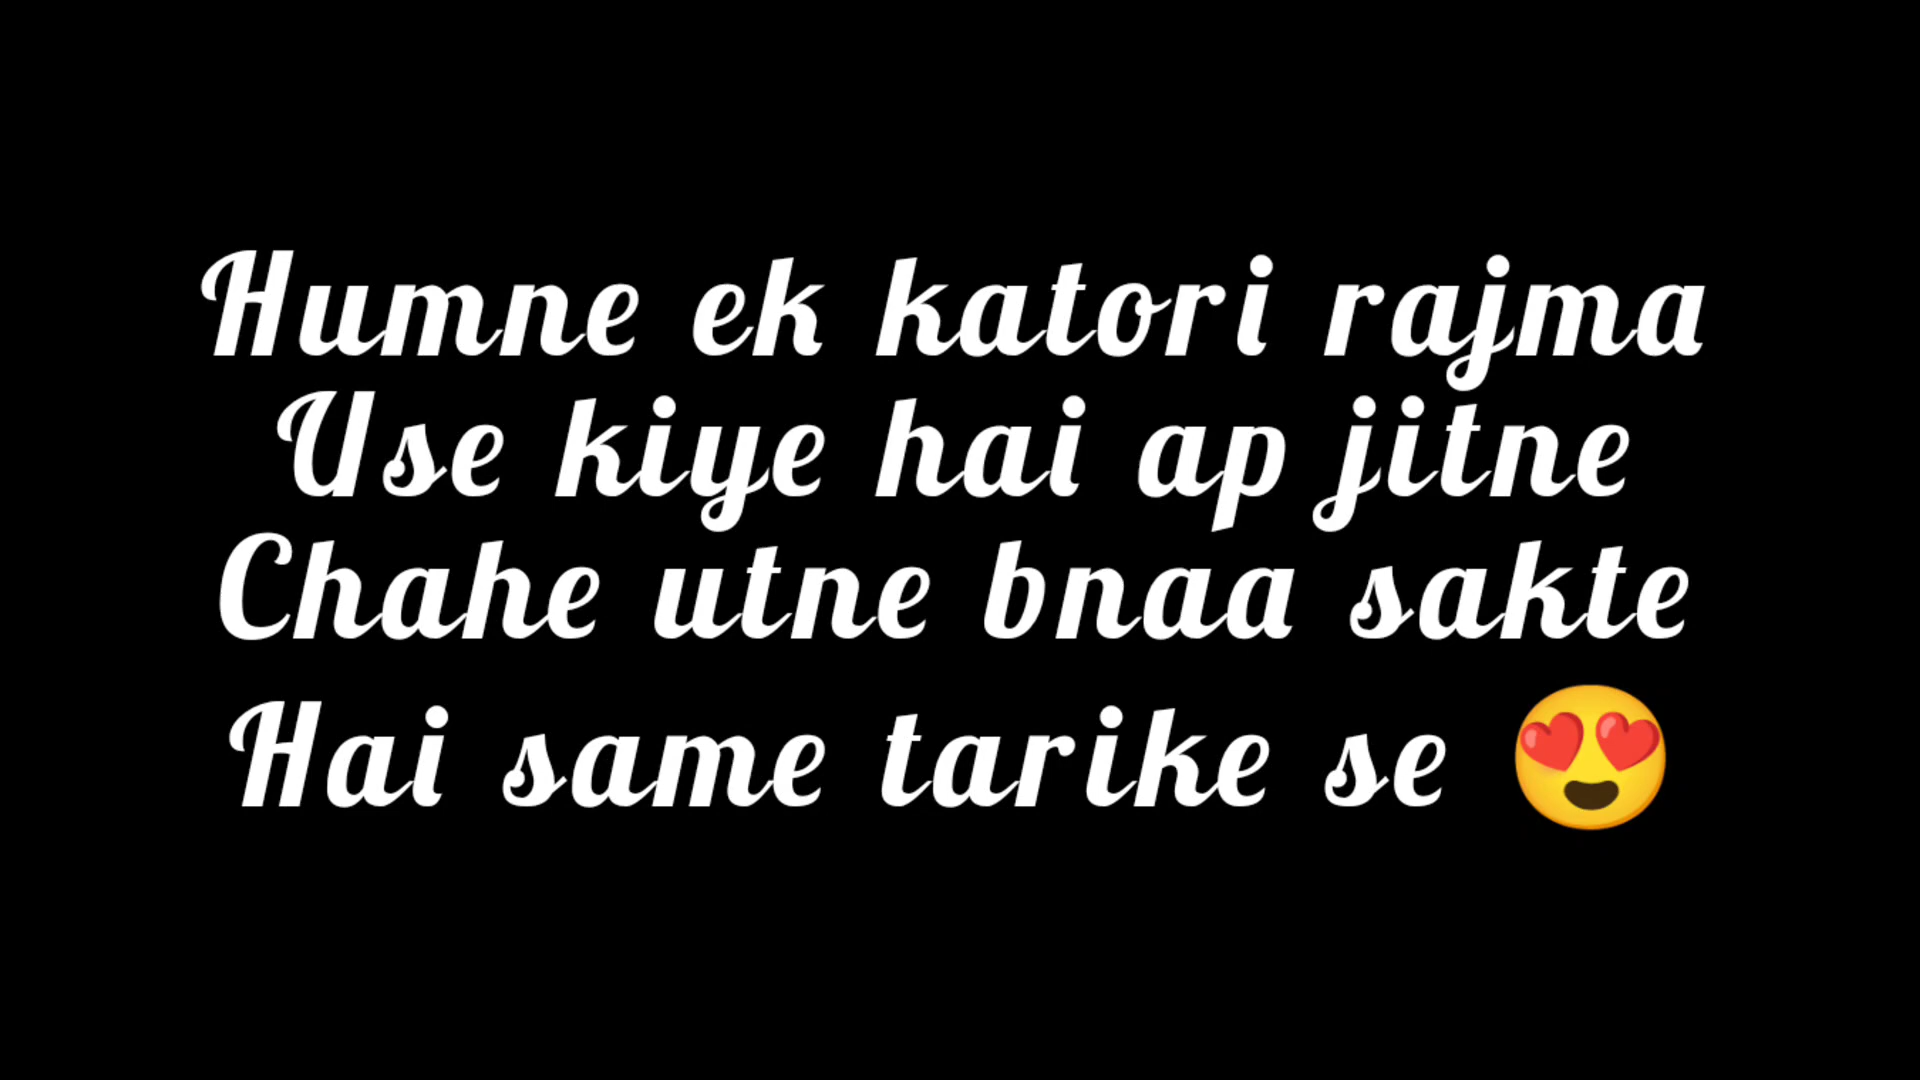 Humne ek katori rajma
Use kiye hai ap jitne
Chahe utne bnaa sakte
Hai same tarike se 😍